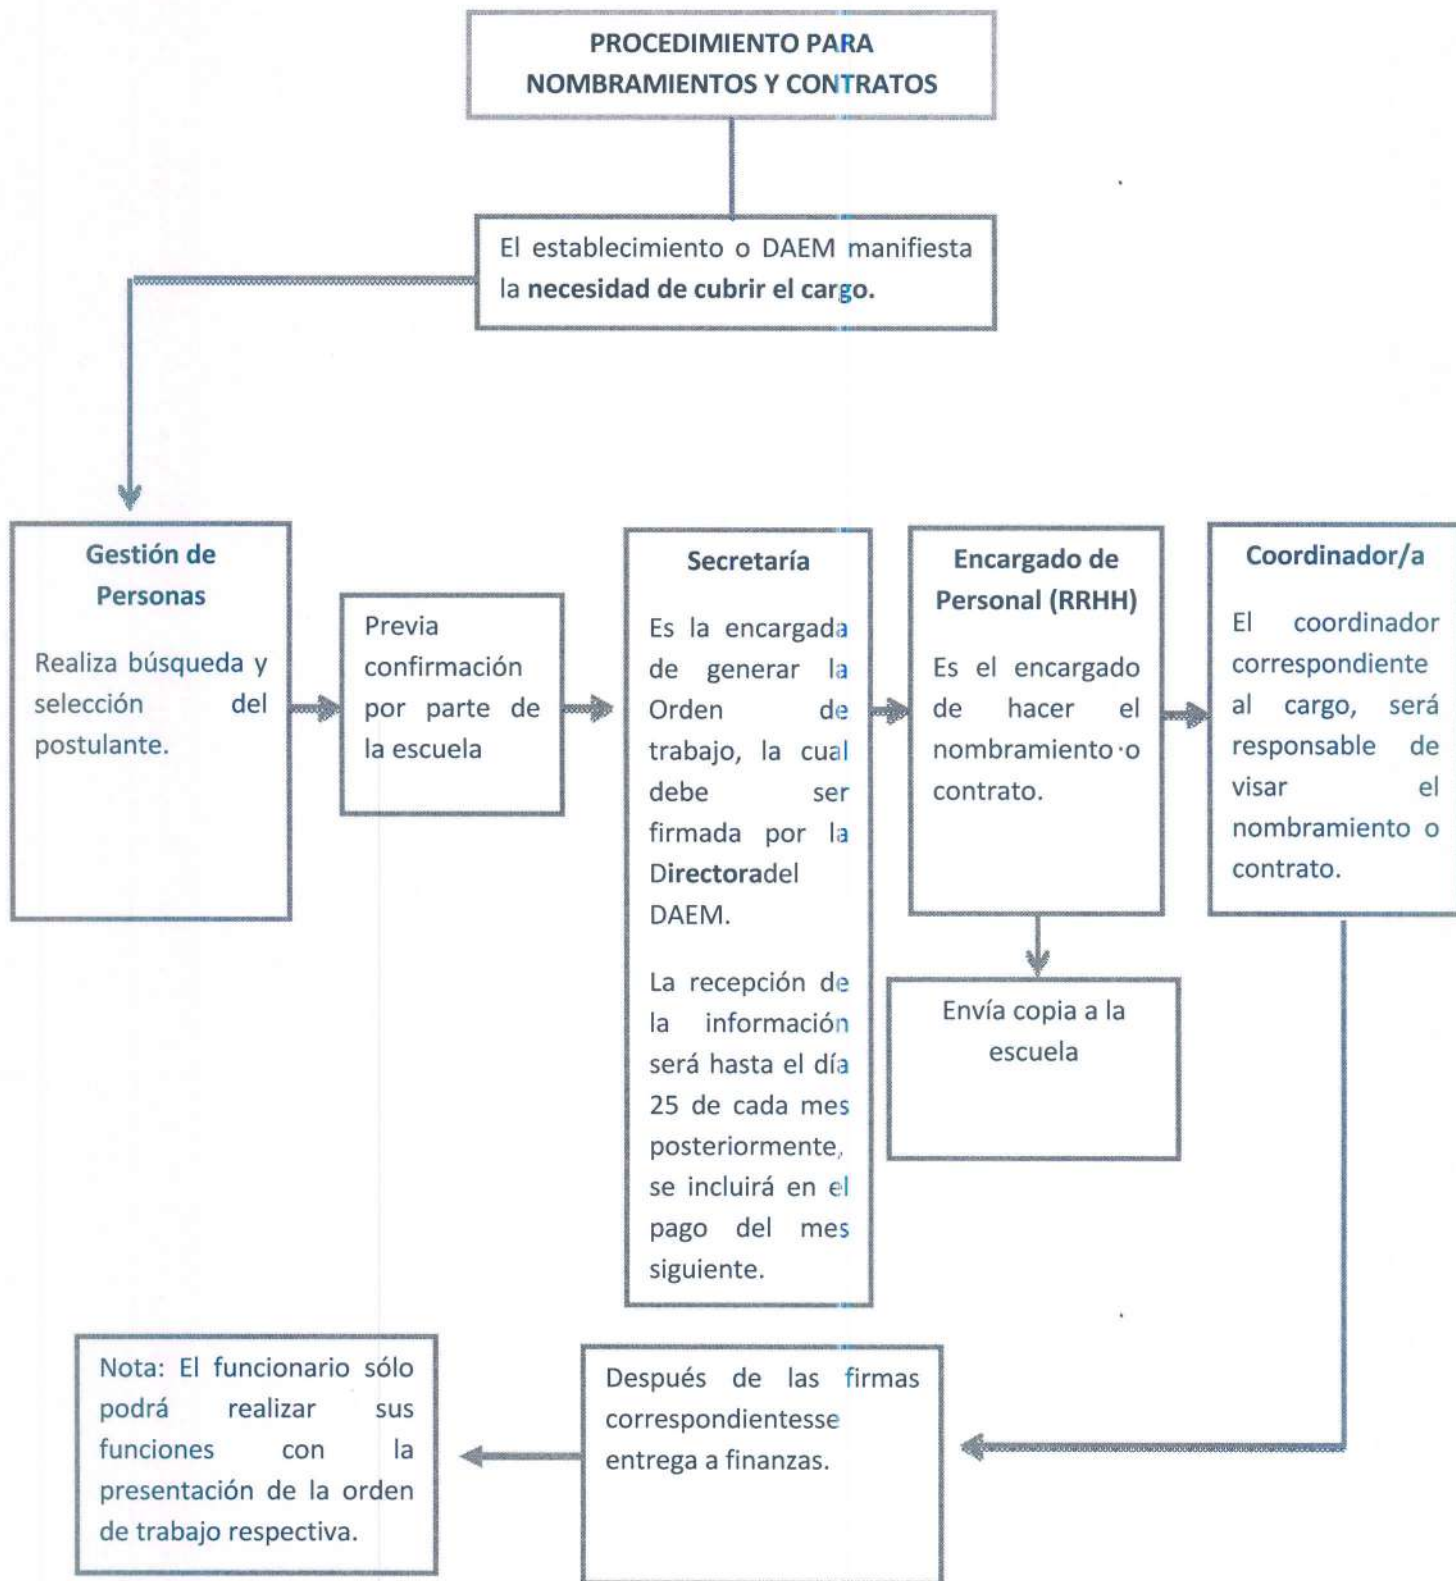 PROCEDIMIENTO PARA
NOMBRAMIENTOS Y CONTRATOS
El establecimiento o DAEM manifiesta
la necesidad de cubrir el cargo.
Gestión de
Personas
Realiza búsqueda y
selección del
postulante.
Previa
confirmación
por parte de
la escuela
Secretaría
Es la encargada
de generar la
Orden de
trabajo, la cual
debe ser
firmada por la
Directoradel
DAEM.
La recepción de
la información
será hasta el día
25 de cada mes
posteriormente,
se incluirá en el
pago del mes
siguiente.
Encargado de
Personal (RRHH)
Es el encargado
de hacer el
nombramiento o
contrato.
Coordinador/a
El coordinador
correspondiente
al cargo, será
responsable de
visar el
nombramiento o
contrato.
Envía copia a la
escuela
Nota: El funcionario sólo
podrá realizar sus
funciones con la
presentación de la orden
de trabajo respectiva.
Después de las firmas
correspondientesse
entrega a finanzas.